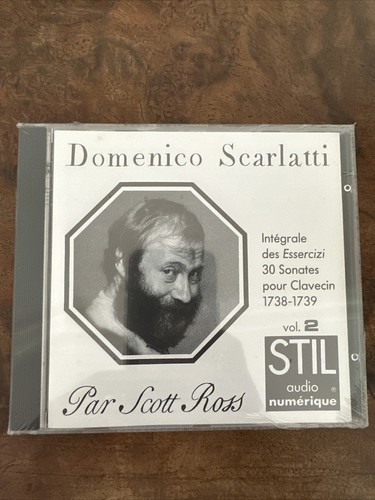 Domenico Scarlatti
Intégrale
des Essercizi
30 Sonates
pour Clavecin
1738-1739
vol. 2
STIL
audio
®
numérique
Par Scott Ross